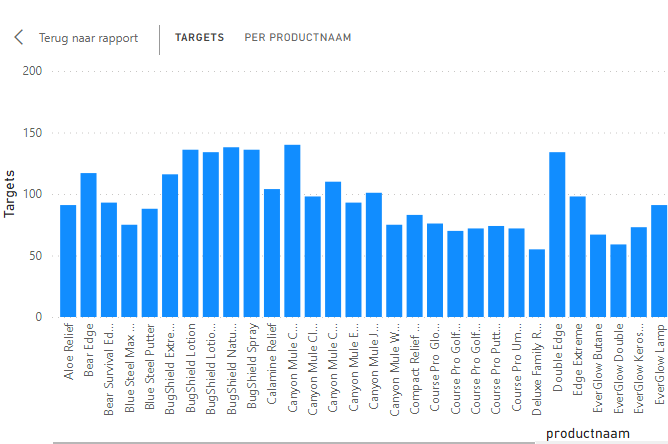 Terug naar rapport
TARGETS
PER PRODUCTNAAM
200
150
100
50
0
Targets
Aloe Relief
Bear Edge
Bear Survival Ed...
Blue Steel Max ...
Blue Steel Putter
BugShield Extre...
BugShield Lotion
BugShield Lotio...
BugShield Natu...
BugShield Spray
Calamine Relief
Canyon Mule C...
Canyon Mule Cl...
Canyon Mule C...
Canyon Mule E...
Canyon Mule J...
Canyon Mule W...
Compact Relief ...
Course Pro Glo...
Course Pro Golf...
Course Pro Golf...
Course Pro Putt...
Course Pro Um...
Deluxe Family R...
Double Edge
Edge Extreme
EverGlow Butane
EverGlow Double
EverGlow Keros...
EverGlow Lamp
productnaam